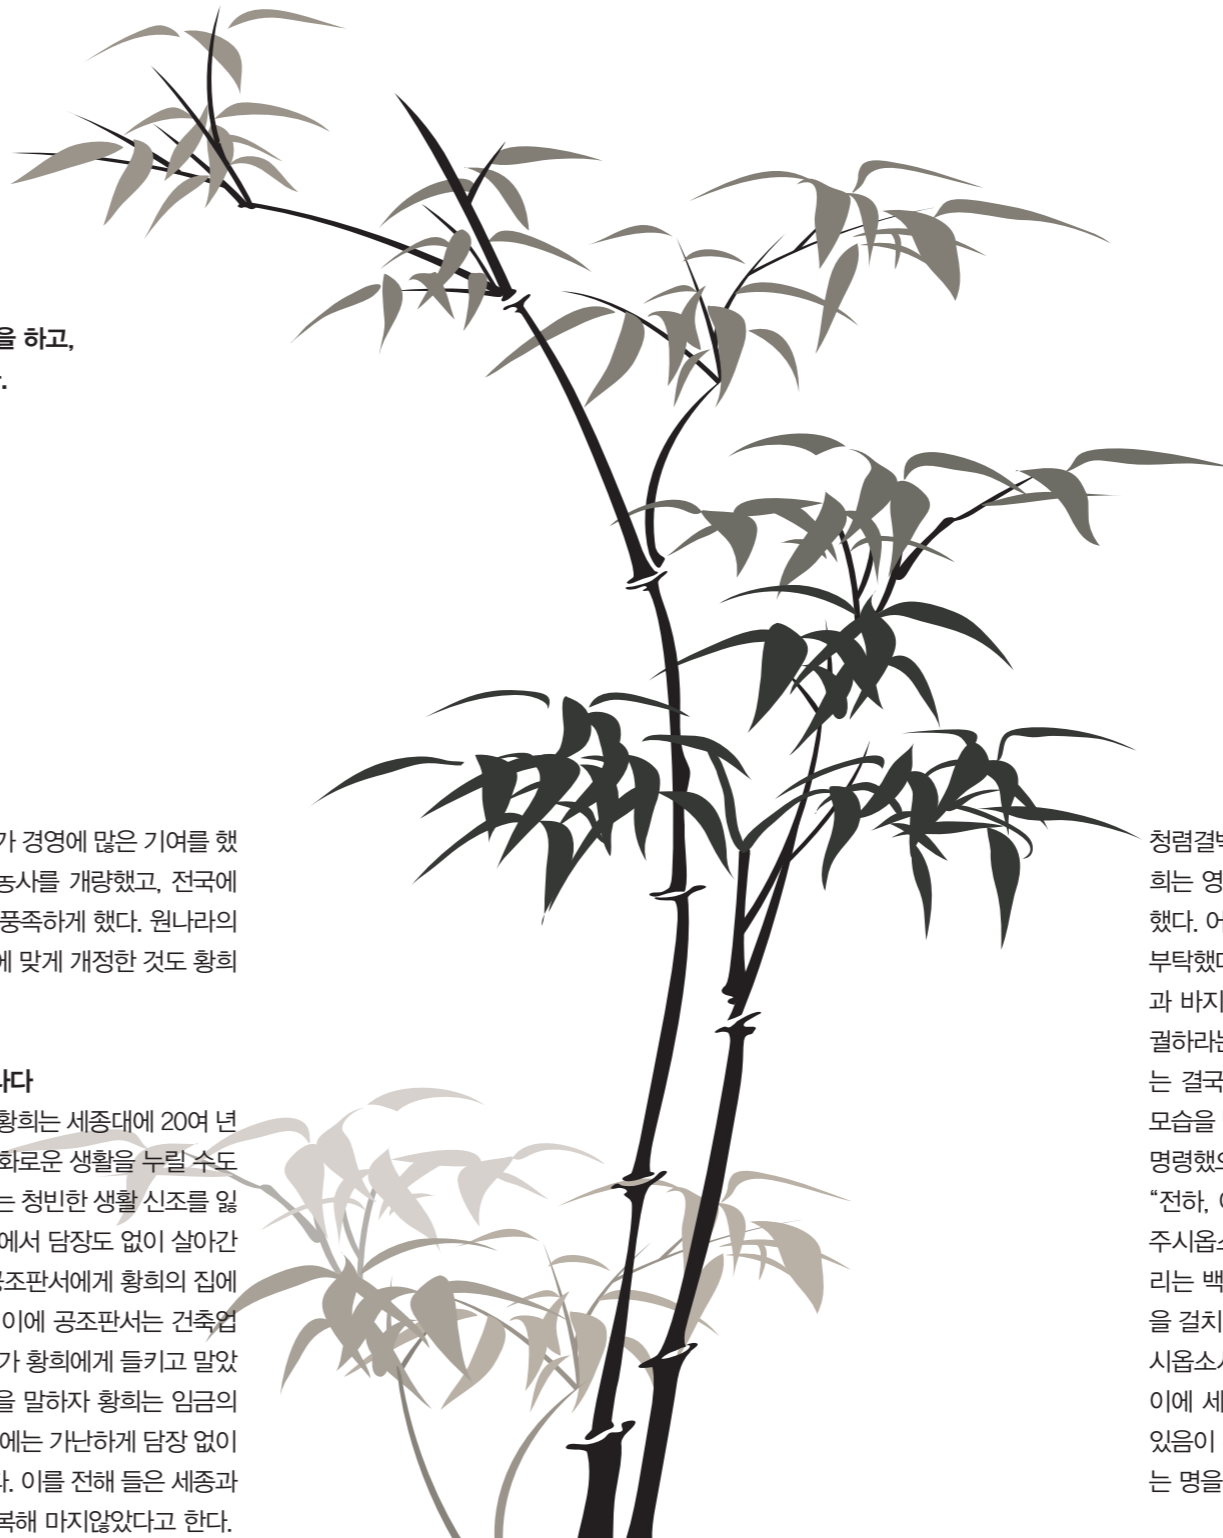 을 하고,
가 경영에 많은 기여를 했
농사를 개량했고, 전국에
풍족하게 했다. 원나라의
에 맞게 개정한 것도 황희
황희는 세종대에 20여 년
화로운 생활을 누릴 수도
는 청빈한 생활 신조를 잃
에서 담장도 없이 살아간
공조판서에게 황희의 집에
이에 공조판서는 건축업
가 황희에게 들키고 말았
을 말하자 황희는 임금의
에는 가난하게 담장 없이
다. 이를 전해 들은 세종과
복해 마지않았다고 한다.
청렴결백
희는 영
했다. 어
부탁했다
과 바지
궐하라는
는 결국
모습을
명령했으
“전하, 이
주시옵소
리는 백
을 걸치
시옵소서
이에 세
있음이
는 명을